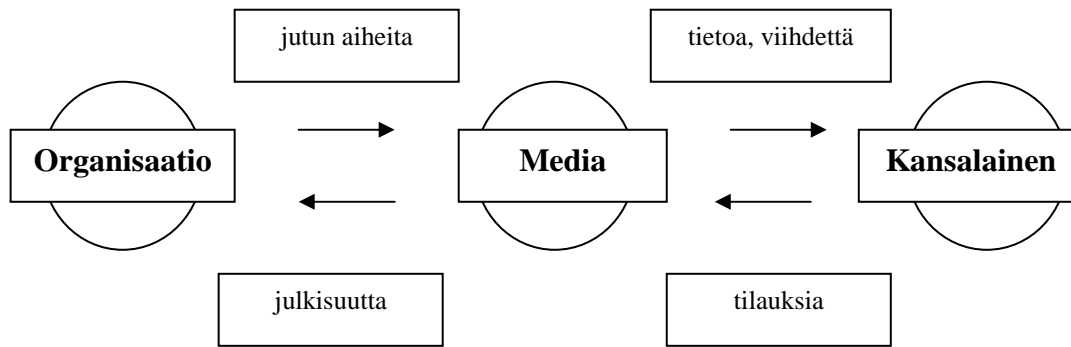 jutun aiheita
tietoa, viihdettä
Organisaatio
Media
Kansalainen
julkisuutta
tilauksia